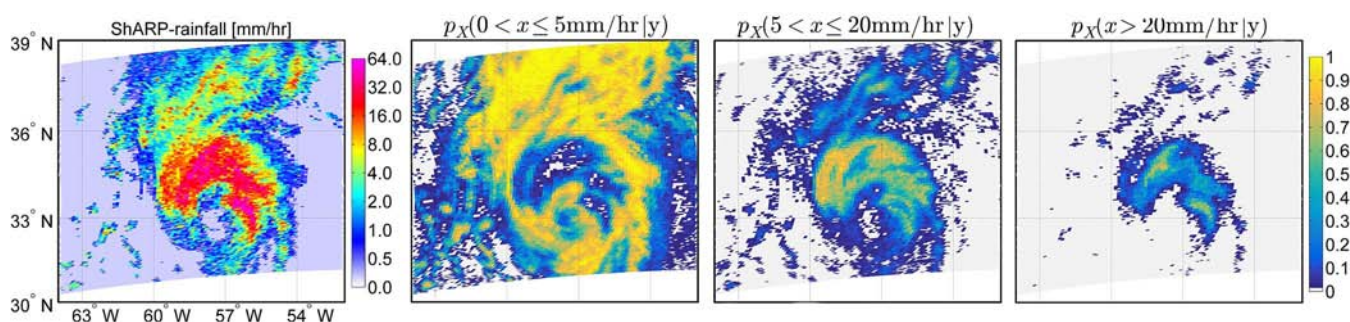 ShARP-rainfall [mm/hr]
p_X(0 < x ≤ 5mm/hr|y)
p_X(5 < x ≤ 20mm/hr|y)
p_X(x > 20mm/hr|y)
39° N
36° N
33° N
30° N
63° W
60° W
57° W
54° W
64.0
32.0
16.0
8.0
4.0
2.0
1.0
0.5
0.0
1
0.9
0.8
0.7
0.6
0.5
0.4
0.3
0.2
0.1
0